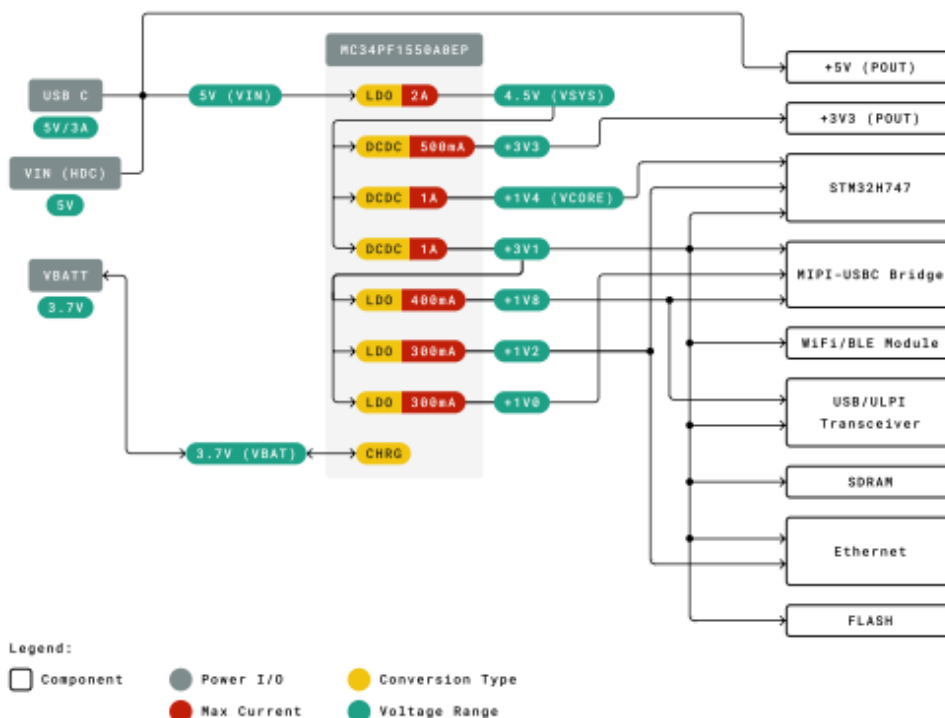 MC34PF1550A0EP
+5V (POUT)
USB C
5V (VIN)
LDO 2A
4.5V (VSYS)
5V/3A
+3V3 (POUT)
DCDC 500mA
+3V3
VIN (HDC)
STM32H747
5V
DCDC 1A
+1V4 (VCORE)
DCDC 1A
+3V1
VBATT
MIPI-USBC Bridge
3.7V
LDO 400mA
+1V8
WiFi/BLE Module
LDO 300mA
+1V2
LDO 300mA
+1V0
USB/ULPI
Transceiver
3.7V (VBAT)
CHRG
SDRAM
Ethernet
FLASH
Legend:
Component
Power I/O
Conversion Type
Max Current
Voltage Range